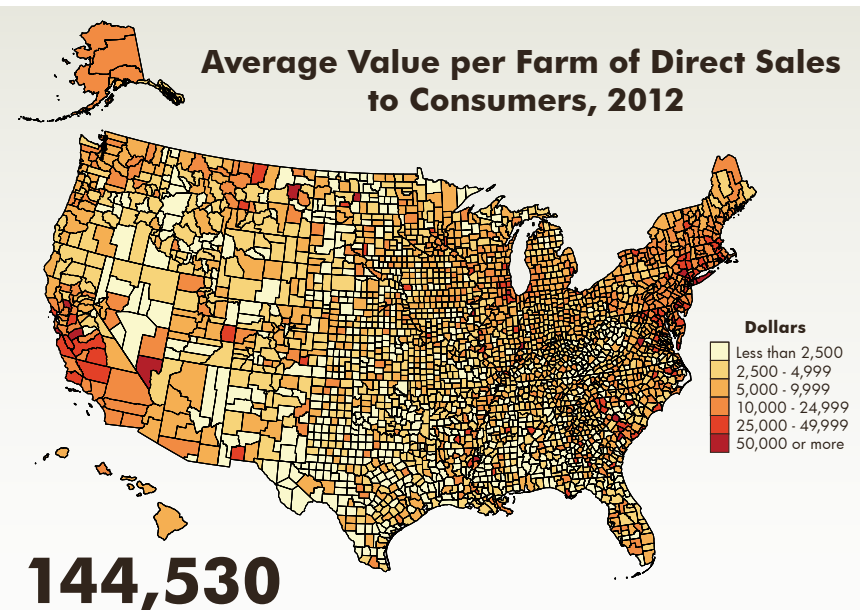 Average Value per Farm of Direct Sales
to Consumers, 2012
Dollars
Less than 2,500
2,500 - 4,999
5,000 - 9,999
10,000 - 24,999
25,000 - 49,999
50,000 or more
144,530